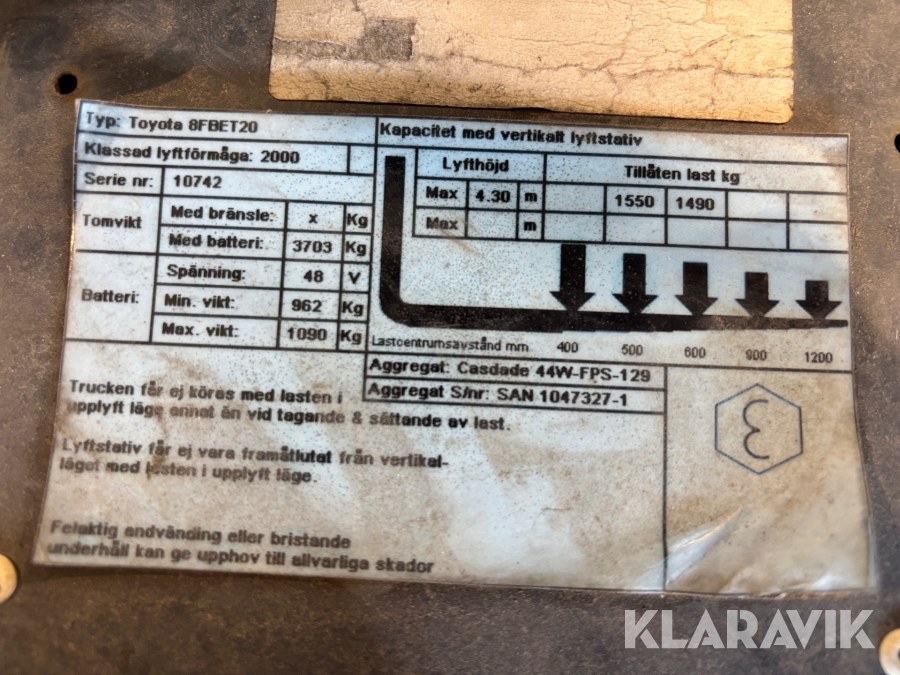 Typ: Toyota 8FBET20
Klassad lyftförmåga: 2000
Serie nr: 10742
Tomvikt
Med bränsle: x Kg
Med batteri: 3703 Kg
Batteri:
Spänning: 48 V
Min. vikt: 962 Kg
Max. vikt: 1090 Kg
Kapacitet med vertikalt lyftstativ
Lyfthöjd Tillåten last kg
Max 4.30 m 1550 1490
Max m
Lastcentrumsavstånd mm 400 500 600 900 1200
Aggregat: Casdade 44W-FPS-129
Aggregat S/nr: SAN 1047327-1
Trucken får ej köras med lasten i
upplyft läge annat än vid tagande & sättande av last.
Lyftstativ får ej vara framåtlutat från vertikal-
läget med lasten i upplyft läge.
Felaktig användning eller bristande
underhåll kan ge upphov till allvarliga skador
Ɛ
KLARAVIK